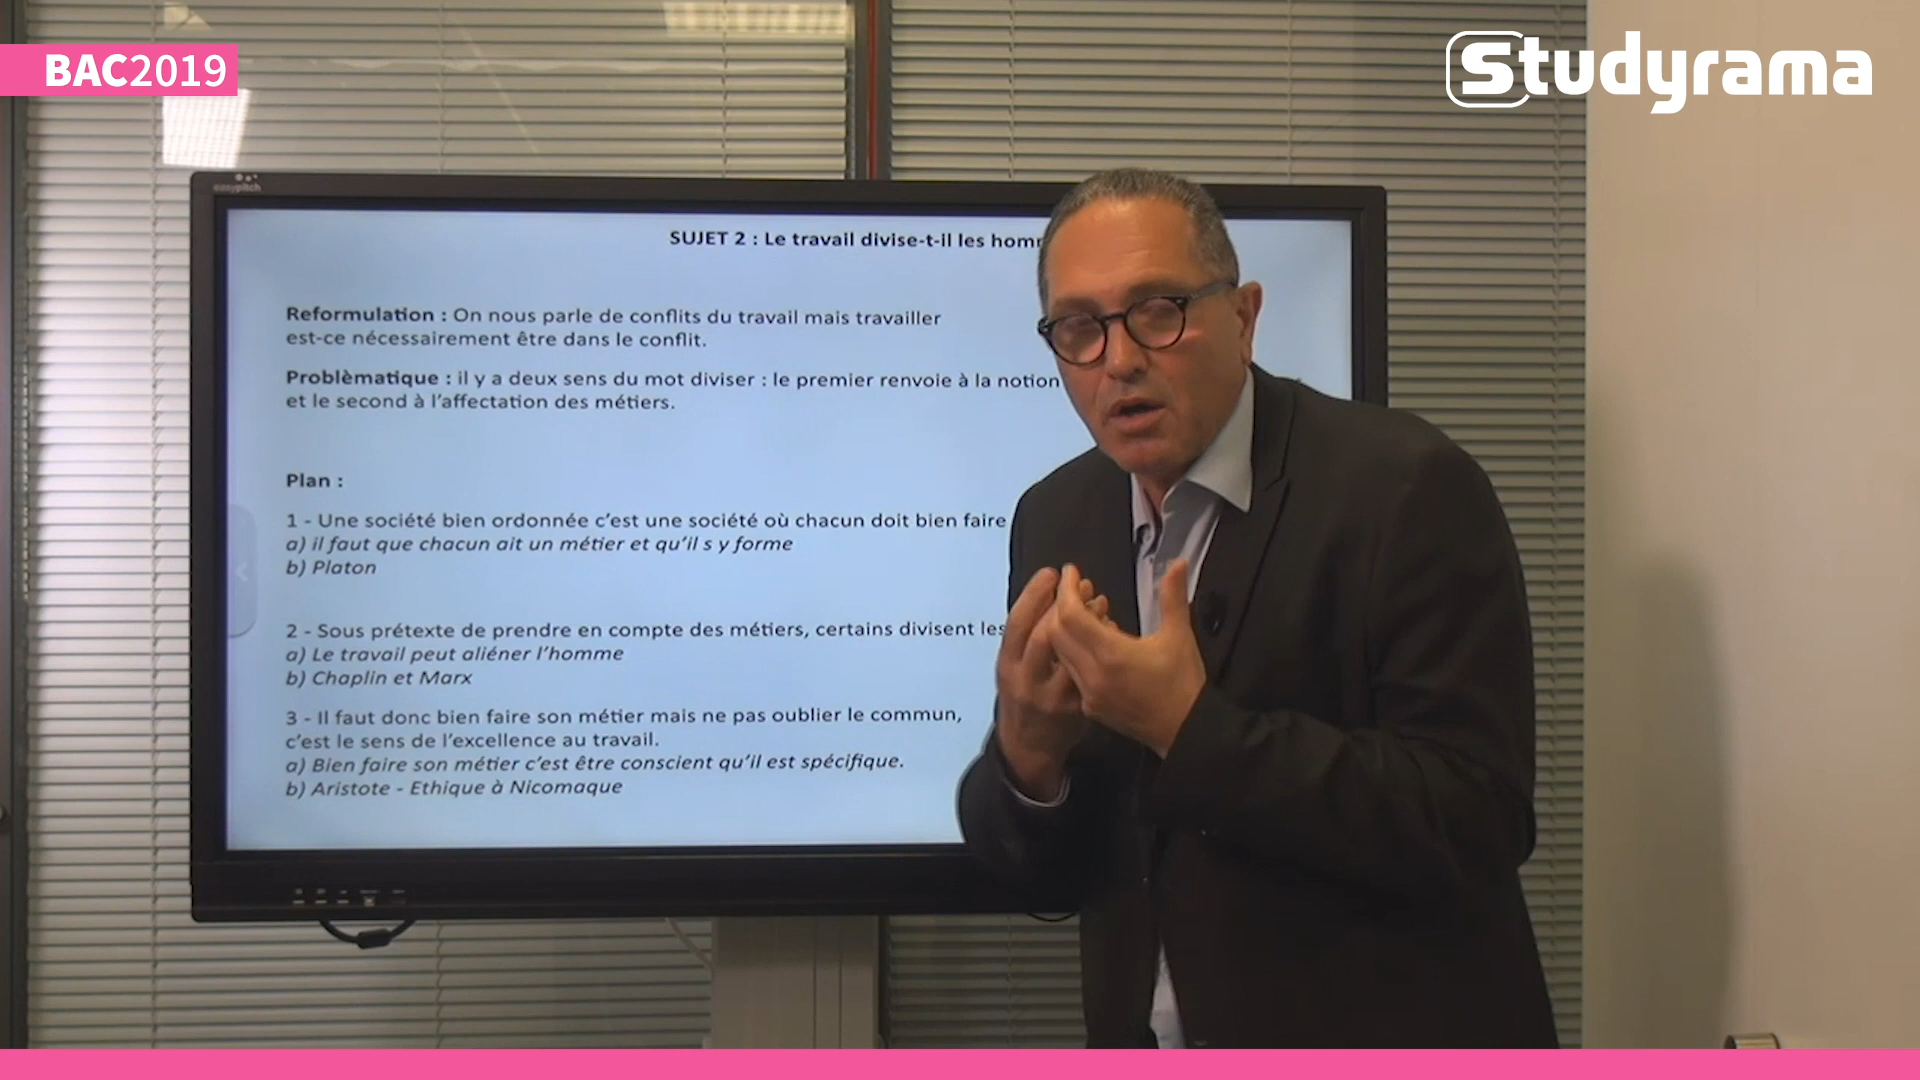 BAC2019
Studyrama
easypitch
SUJET 2 : Le travail divise-t-il les
Reformulation : On nous parle de conflits du travail mais travailler
est-ce nécessairement être dans le conflit.
Problèmatique : il y a deux sens du mot diviser : le premier renvoie à la notion
et le second à l’affectation des métiers.
Plan :
1 - Une société bien ordonnée c’est une société où chacun doit bien faire
a) il faut que chacun ait un métier et qu’il s y forme
b) Platon
2 - Sous prétexte de prendre en compte des métiers, certains divisent les
a) Le travail peut aliéner l’homme
b) Chaplin et Marx
3 - Il faut donc bien faire son métier mais ne pas oublier le commun,
c’est le sens de l’excellence au travail.
a) Bien faire son métier c’est être conscient qu’il est spécifique.
b) Aristote - Ethique à Nicomaque